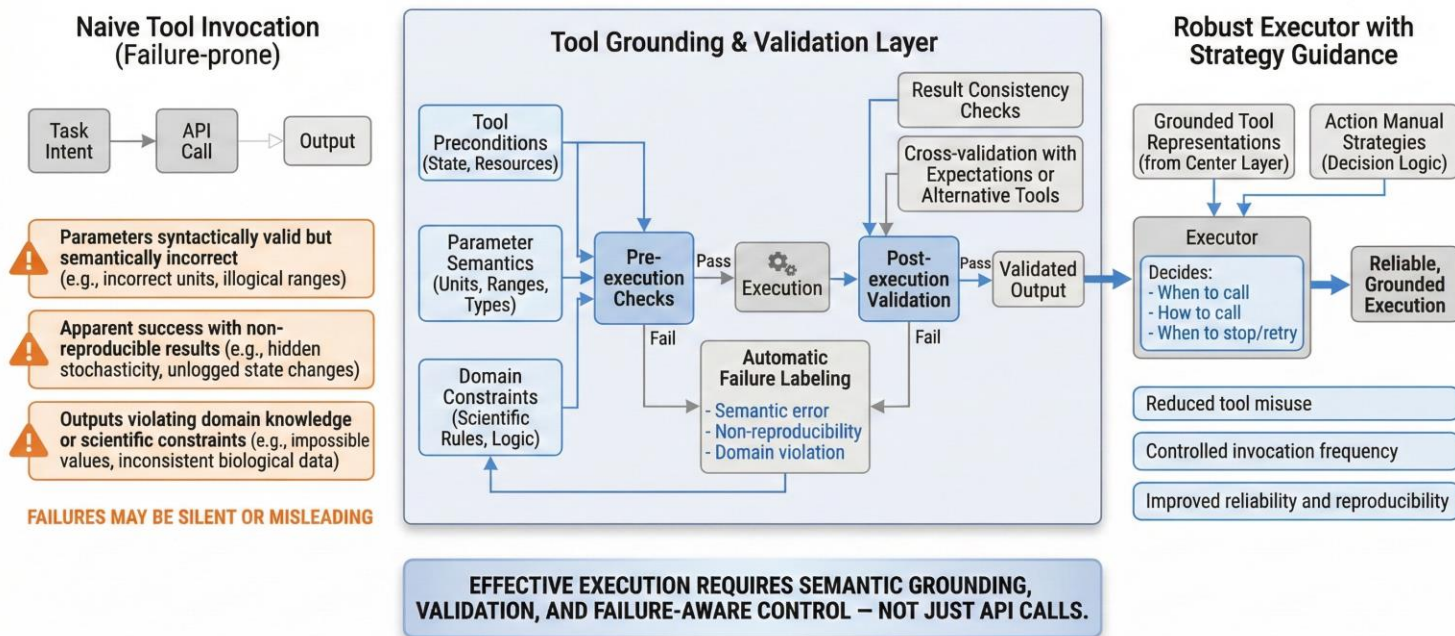 Naive Tool Invocation
(Failure-prone)
Task
Intent
API
Call
Output
Parameters syntactically valid but
semantically incorrect
(e.g., incorrect units, illogical ranges)
Apparent success with non-
reproducible results (e.g., hidden
stochasticity, unlogged state changes)
Outputs violating domain knowledge
or scientific constraints (e.g., impossible
values, inconsistent biological data)
FAILURES MAY BE SILENT OR MISLEADING
Tool Grounding & Validation Layer
Tool
Preconditions
(State, Resources)
Parameter
Semantics
(Units, Ranges,
Types)
Domain
Constraints
(Scientific
Rules, Logic)
Pre-
execution
Checks
Pass
Fail
Execution
Result Consistency
Checks
Cross-validation with
Expectations or
Alternative Tools
Post-
execution
Validation
Pass
Fail
Validated
Output
Automatic
Failure Labeling
- Semantic error
- Non-reproducibility
- Domain violation
Robust Executor with
Strategy Guidance
Grounded Tool
Representations
(from Center Layer)
Action Manual
Strategies
(Decision Logic)
Executor
Decides:
- When to call
- How to call
- When to stop/retry
Reliable,
Grounded
Execution
Reduced tool misuse
Controlled invocation frequency
Improved reliability and reproducibility
EFFECTIVE EXECUTION REQUIRES SEMANTIC GROUNDING,
VALIDATION, AND FAILURE-AWARE CONTROL — NOT JUST API CALLS.